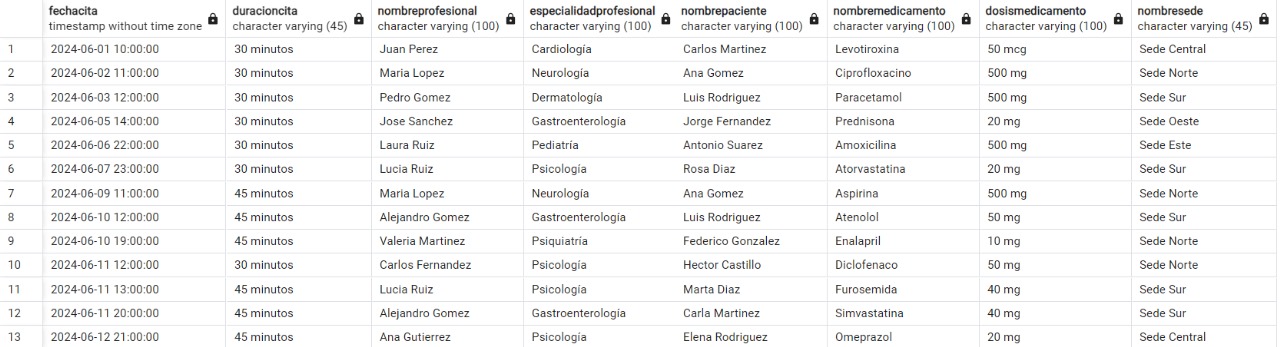 fechacita duracioncita nombreprofesional especialidadprofesional nombrepaciente nombremedicamento dosismedicamento nombresede
timestamp without time zone character varying (45) character varying (100) character varying (100) character varying (100) character varying (100) character varying (100) character varying (45)
1 2024-06-01 10:00:00 30 minutos Juan Perez Cardiología Carlos Martinez Levotiroxina 50 mcg Sede Central
2 2024-06-02 11:00:00 30 minutos Maria Lopez Neurología Ana Gomez Ciprofloxacino 500 mg Sede Norte
3 2024-06-03 12:00:00 30 minutos Pedro Gomez Dermatología Luis Rodriguez Paracetamol 500 mg Sede Sur
4 2024-06-05 14:00:00 30 minutos Jose Sanchez Gastroenterología Jorge Fernandez Prednisona 20 mg Sede Oeste
5 2024-06-06 22:00:00 30 minutos Laura Ruiz Pediatría Antonio Suarez Amoxicilina 500 mg Sede Este
6 2024-06-07 23:00:00 30 minutos Lucia Ruiz Psicología Rosa Diaz Atorvastatina 20 mg Sede Sur
7 2024-06-09 11:00:00 45 minutos Maria Lopez Neurología Ana Gomez Aspirina 500 mg Sede Norte
8 2024-06-10 12:00:00 45 minutos Alejandro Gomez Gastroenterología Luis Rodriguez Atenolol 50 mg Sede Sur
9 2024-06-10 19:00:00 45 minutos Valeria Martinez Psiquiatría Federico Gonzalez Enalapril 10 mg Sede Norte
10 2024-06-11 12:00:00 30 minutos Carlos Fernandez Psicología Hector Castillo Diclofenaco 50 mg Sede Norte
11 2024-06-11 13:00:00 45 minutos Lucia Ruiz Psicología Marta Diaz Furosemida 40 mg Sede Sur
12 2024-06-11 20:00:00 45 minutos Alejandro Gomez Gastroenterología Carla Martinez Simvastatina 40 mg Sede Sur
13 2024-06-12 21:00:00 45 minutos Ana Gutierrez Psicología Elena Rodriguez Omeprazol 20 mg Sede Central